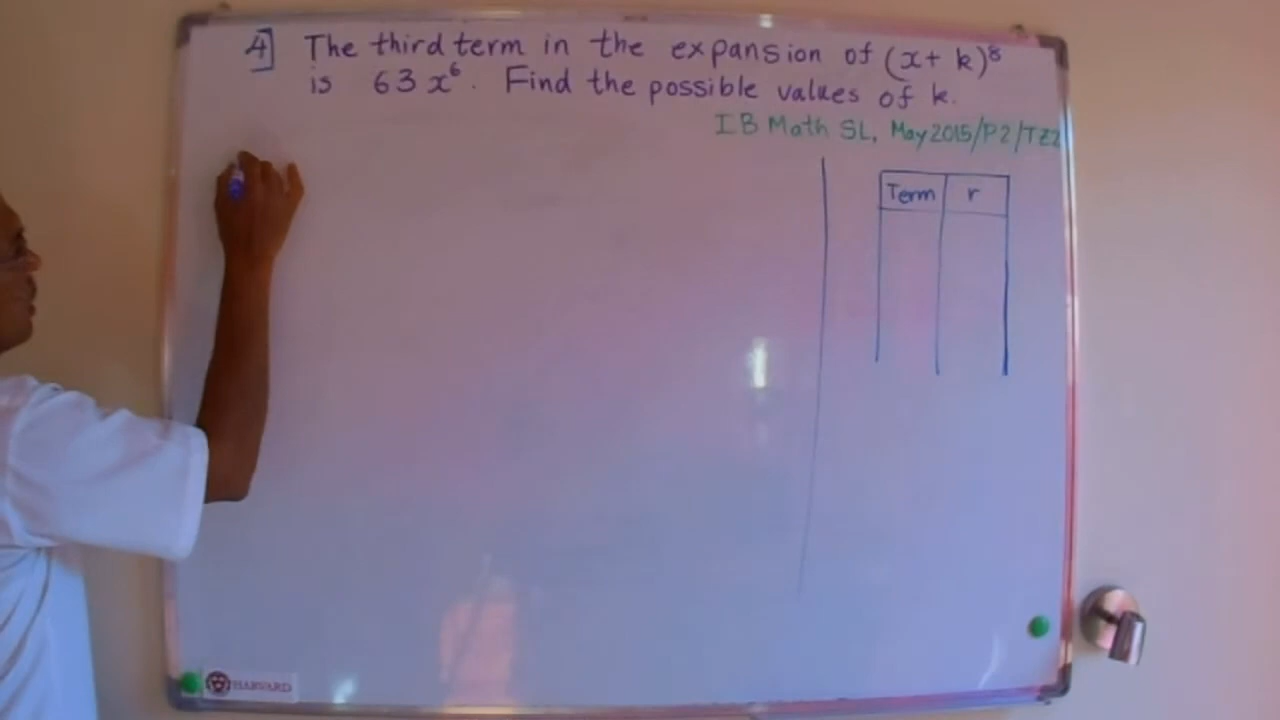 4] The third term in the expansion of (x+ k)⁸
is 63x⁶. Find the possible values of k.
IB Math SL, May 2015/P2/TZ2
Term r
HARVARD